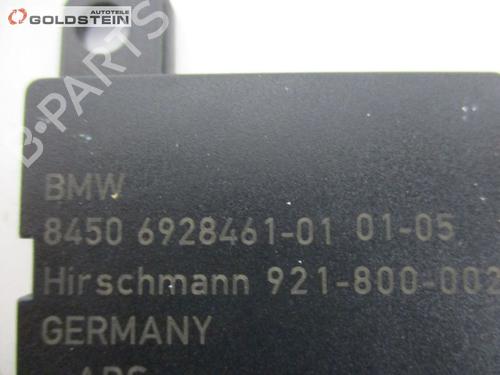 Autoteile
GOLDSTEIN
B-PARTS
BMW
8450 6928461-01 01-05
Hirschmann 921-800-002
GERMANY